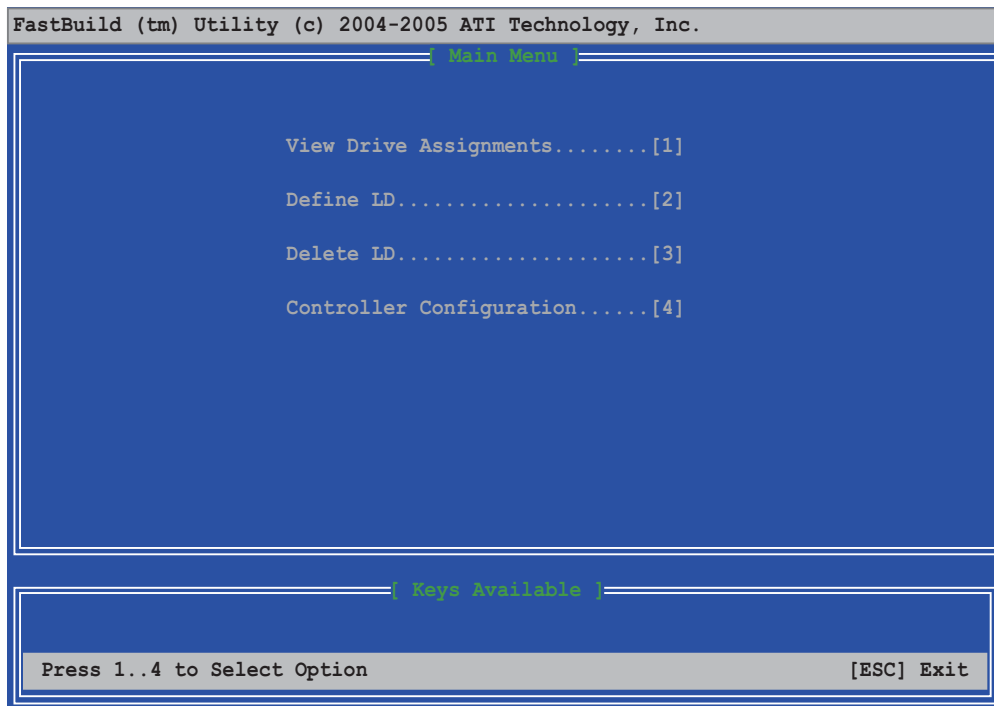 FastBuild (tm) Utility (c) 2004-2005 ATI Technology, Inc.
[ Main Menu ]
View Drive Assignments........[1]
Define LD.....................[2]
Delete LD.....................[3]
Controller Configuration......[4]
[ Keys Available ]
Press 1..4 to Select Option [ESC] Exit